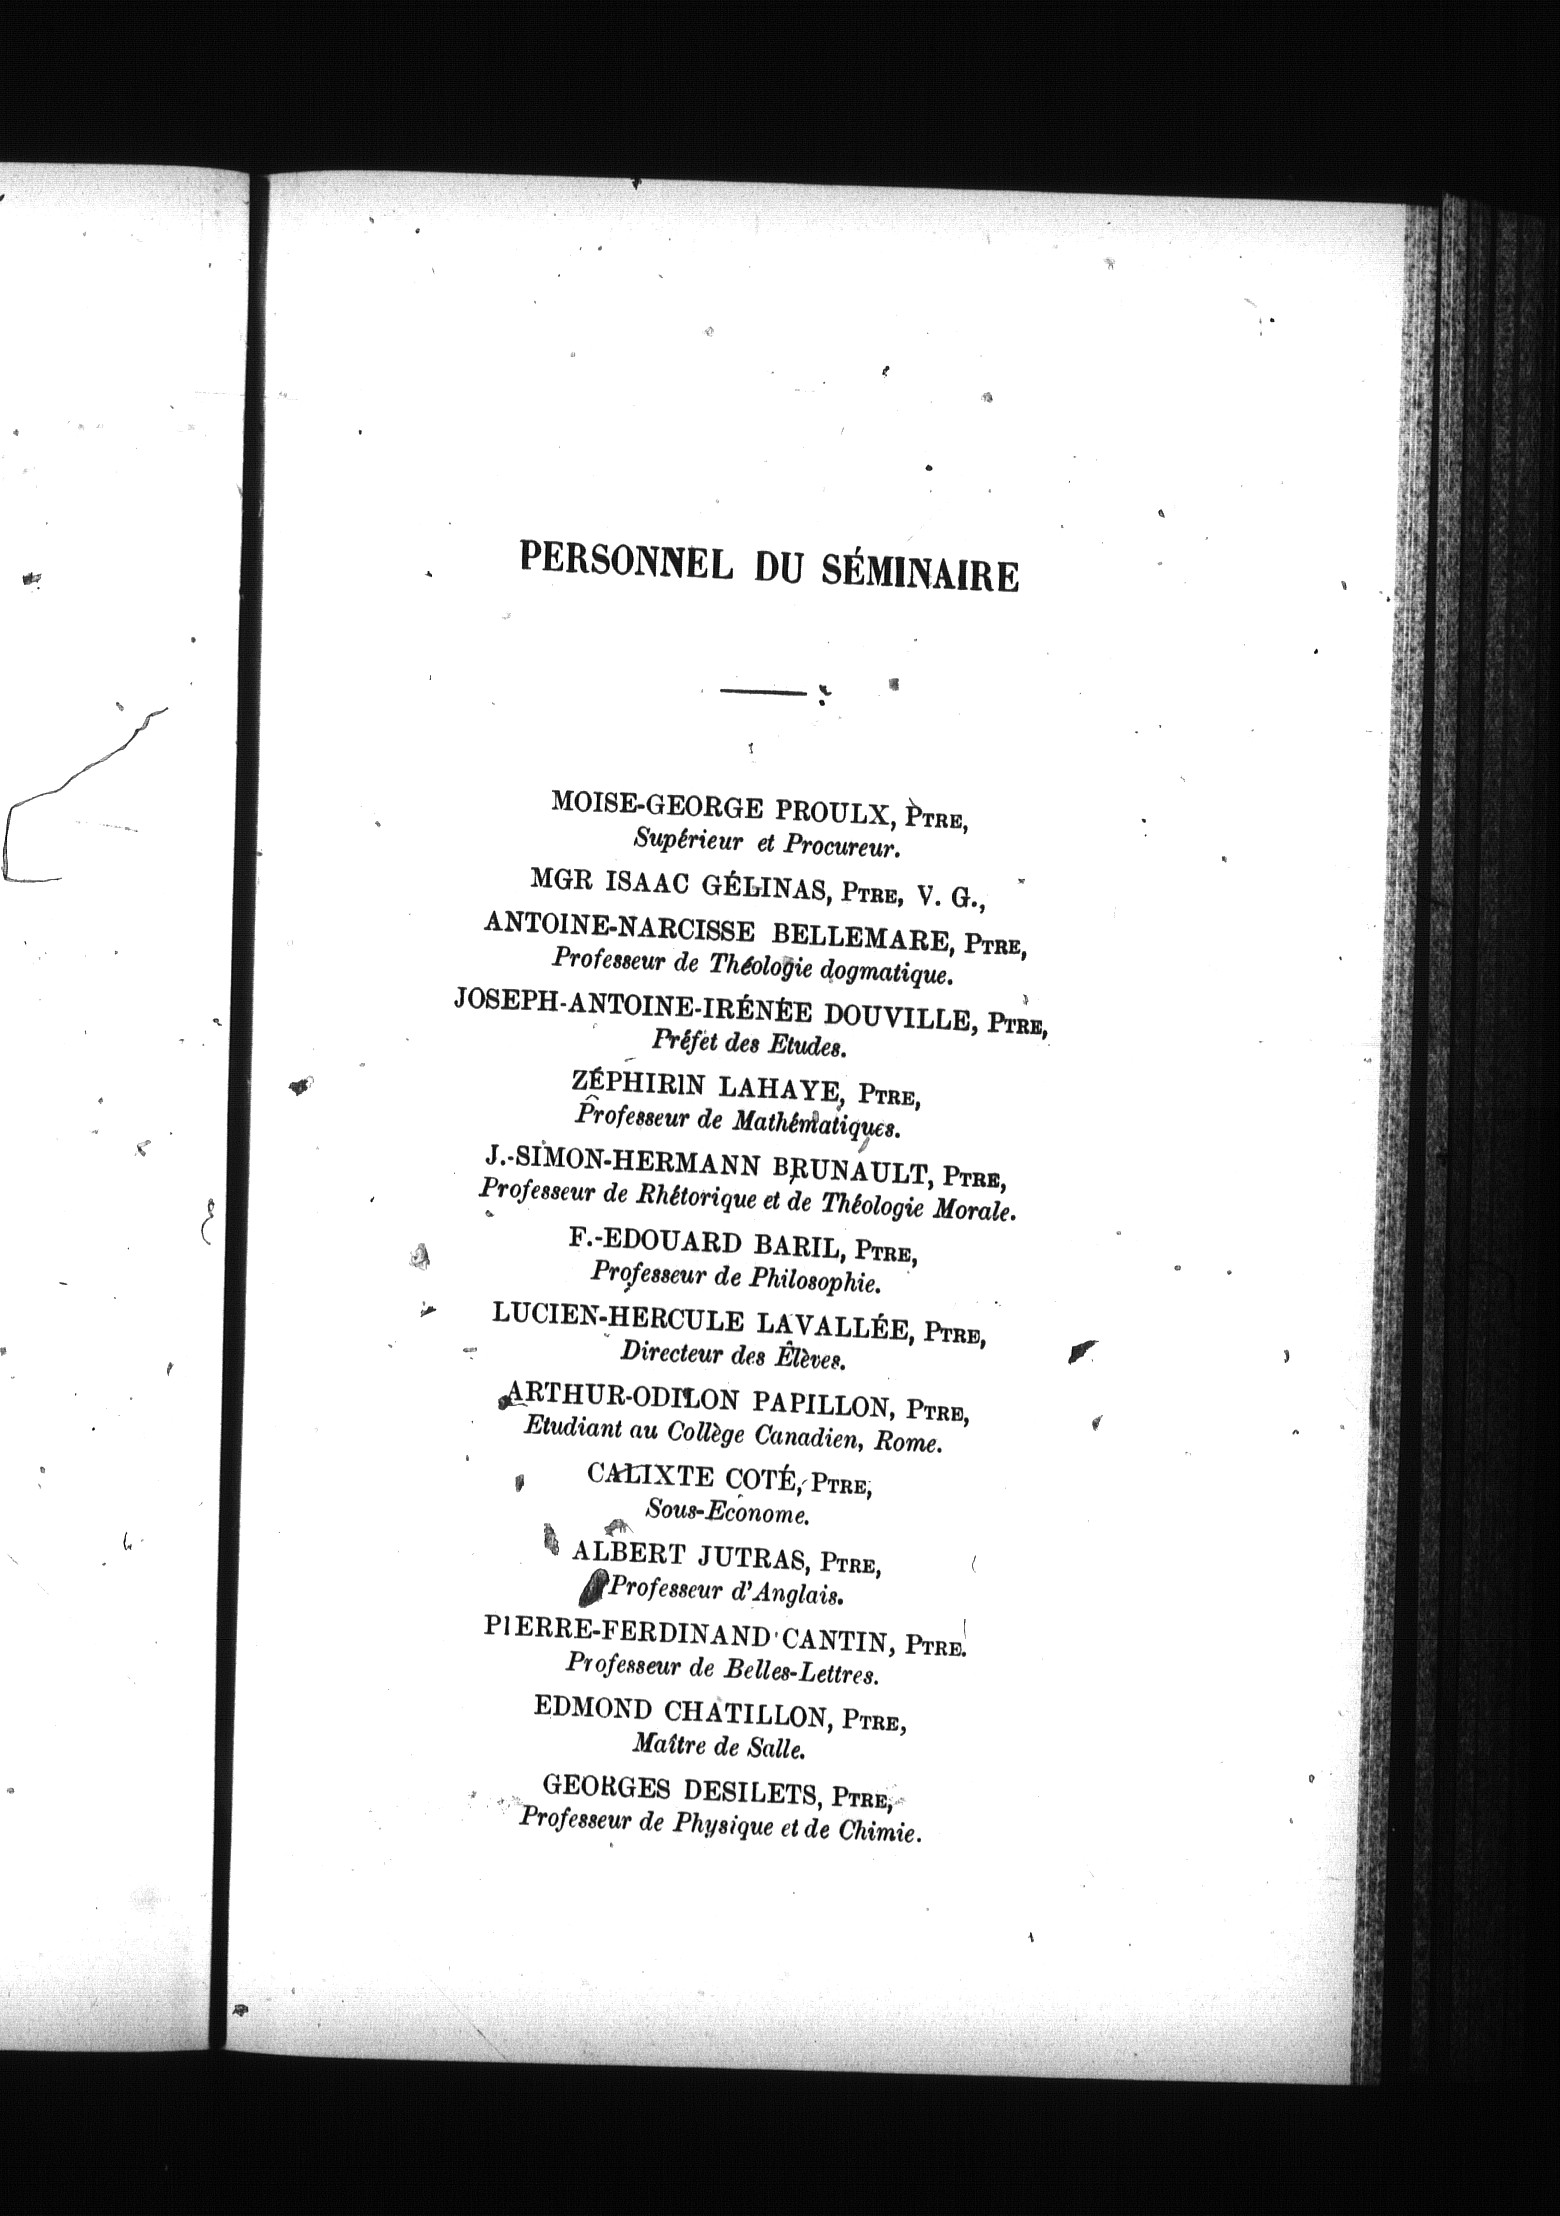 PERSONNEL DU SÉMINAIRE
MOISE-GEORGE PROULX, PTRE,
Supérieur et Procureur.
MGR ISAAC GÉLINAS, PTRE, V. G.,
ANTOINE-NARCISSE BELLEMARE, PTRE,
Professeur de Théologie dogmatique.
JOSEPH-ANTOINE-IRÉNÉE DOUVILLE, PTRE,
Préfet des Etudes.
ZÉPHIRIN LAHAYE, PTRE,
Professeur de Mathématiques.
J.-SIMON-HERMANN BRUNAULT, PTRE,
Professeur de Rhétorique et de Théologie Morale.
F.-EDOUARD BARIL, PTRE,
Professeur de Philosophie.
LUCIEN-HERCULE LAVALLÉE, PTRE,
Directeur des Élèves.
ARTHUR-ODILON PAPILLON, PTRE,
Etudiant au Collège Canadien, Rome.
CALIXTE COTÉ, PTRE,
Sous-Econome.
ALBERT JUTRAS, PTRE,
Professeur d'Anglais.
PIERRE-FERDINAND CANTIN, PTRE.
Professeur de Belles-Lettres.
EDMOND CHATILLON, PTRE,
Maître de Salle.
GEORGES DESILETS, PTRE,
Professeur de Physique et de Chimie.